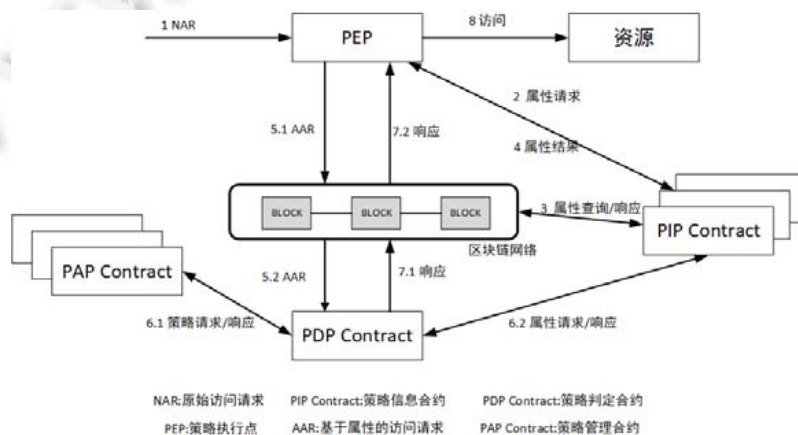 1 NAR
PEP
8 访问
资源
2 属性请求
5.1 AAR
7.2 响应
4 属性结果
BLOCK
BLOCK
BLOCK
3 属性查询/响应
PIP Contract
区块链网络
PAP Contract
5.2 AAR
7.1 响应
6.1 策略请求/响应
PDP Contract
6.2 属性请求/响应
NAR:原始访问请求 PIP Contract:策略信息合约 PDP Contract:策略判定合约
PEP:策略执行点 AAR:基于属性的访问请求 PAP Contract:策略管理合约